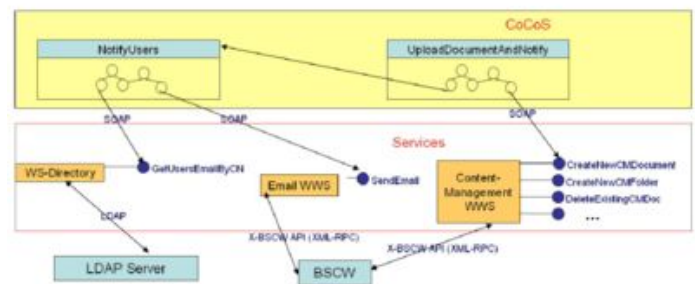 CoCoS
NotifyUsers
UploadDocumentAndNotify
SOAP
SOAP
SOAP
Services
WS-Directory
GetUsersEmailByCN
Email WWS
SendEmail
Content-
Management
WWS
CreateNewCMDocument
CreateNewCMFolder
DeleteExistingCMDoc
...
LDAP
X-BSCW API (XML-RPC)
X-BSCW API (XML-RPC)
LDAP Server
BSCW